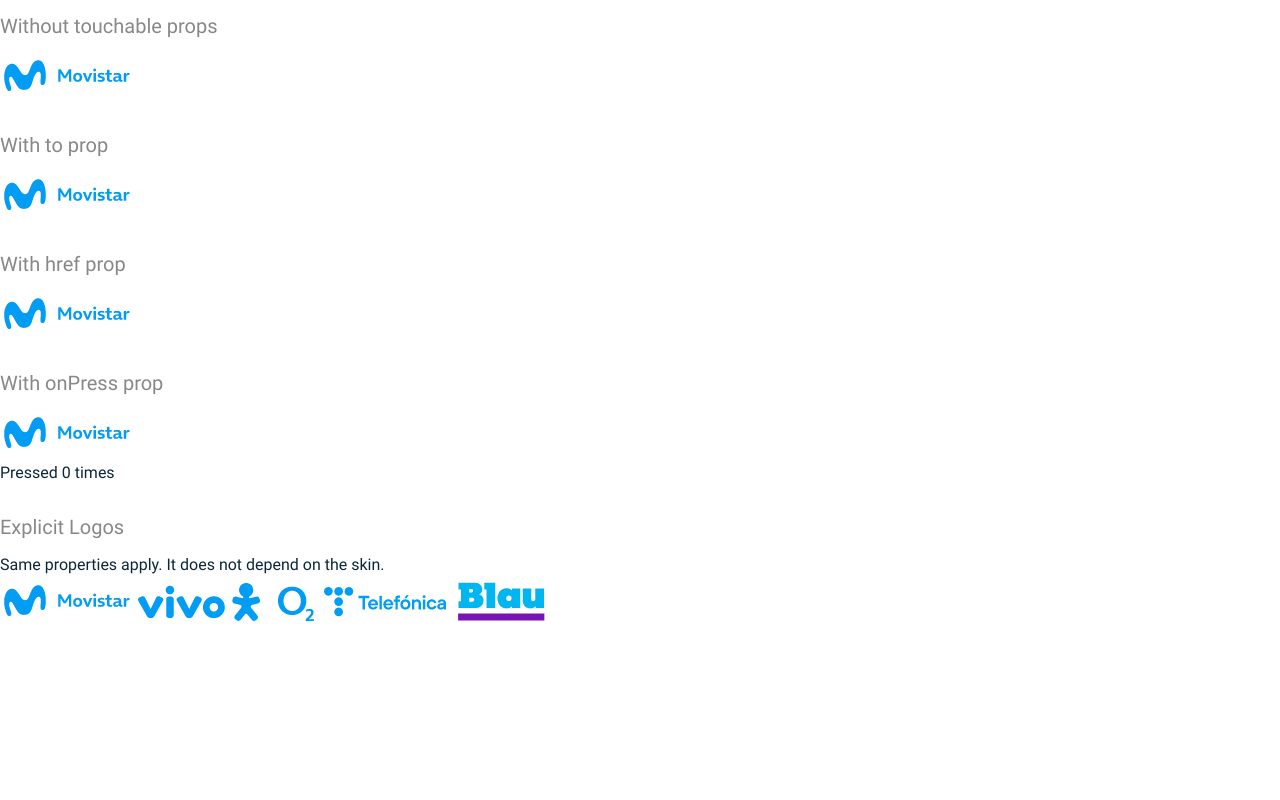 Without touchable props
Movistar
With to prop
Movistar
With href prop
Movistar
With onPress prop
Movistar
Pressed 0 times
Explicit Logos
Same properties apply. It does not depend on the skin.
Movistar vivo O2 Telefónica Blau